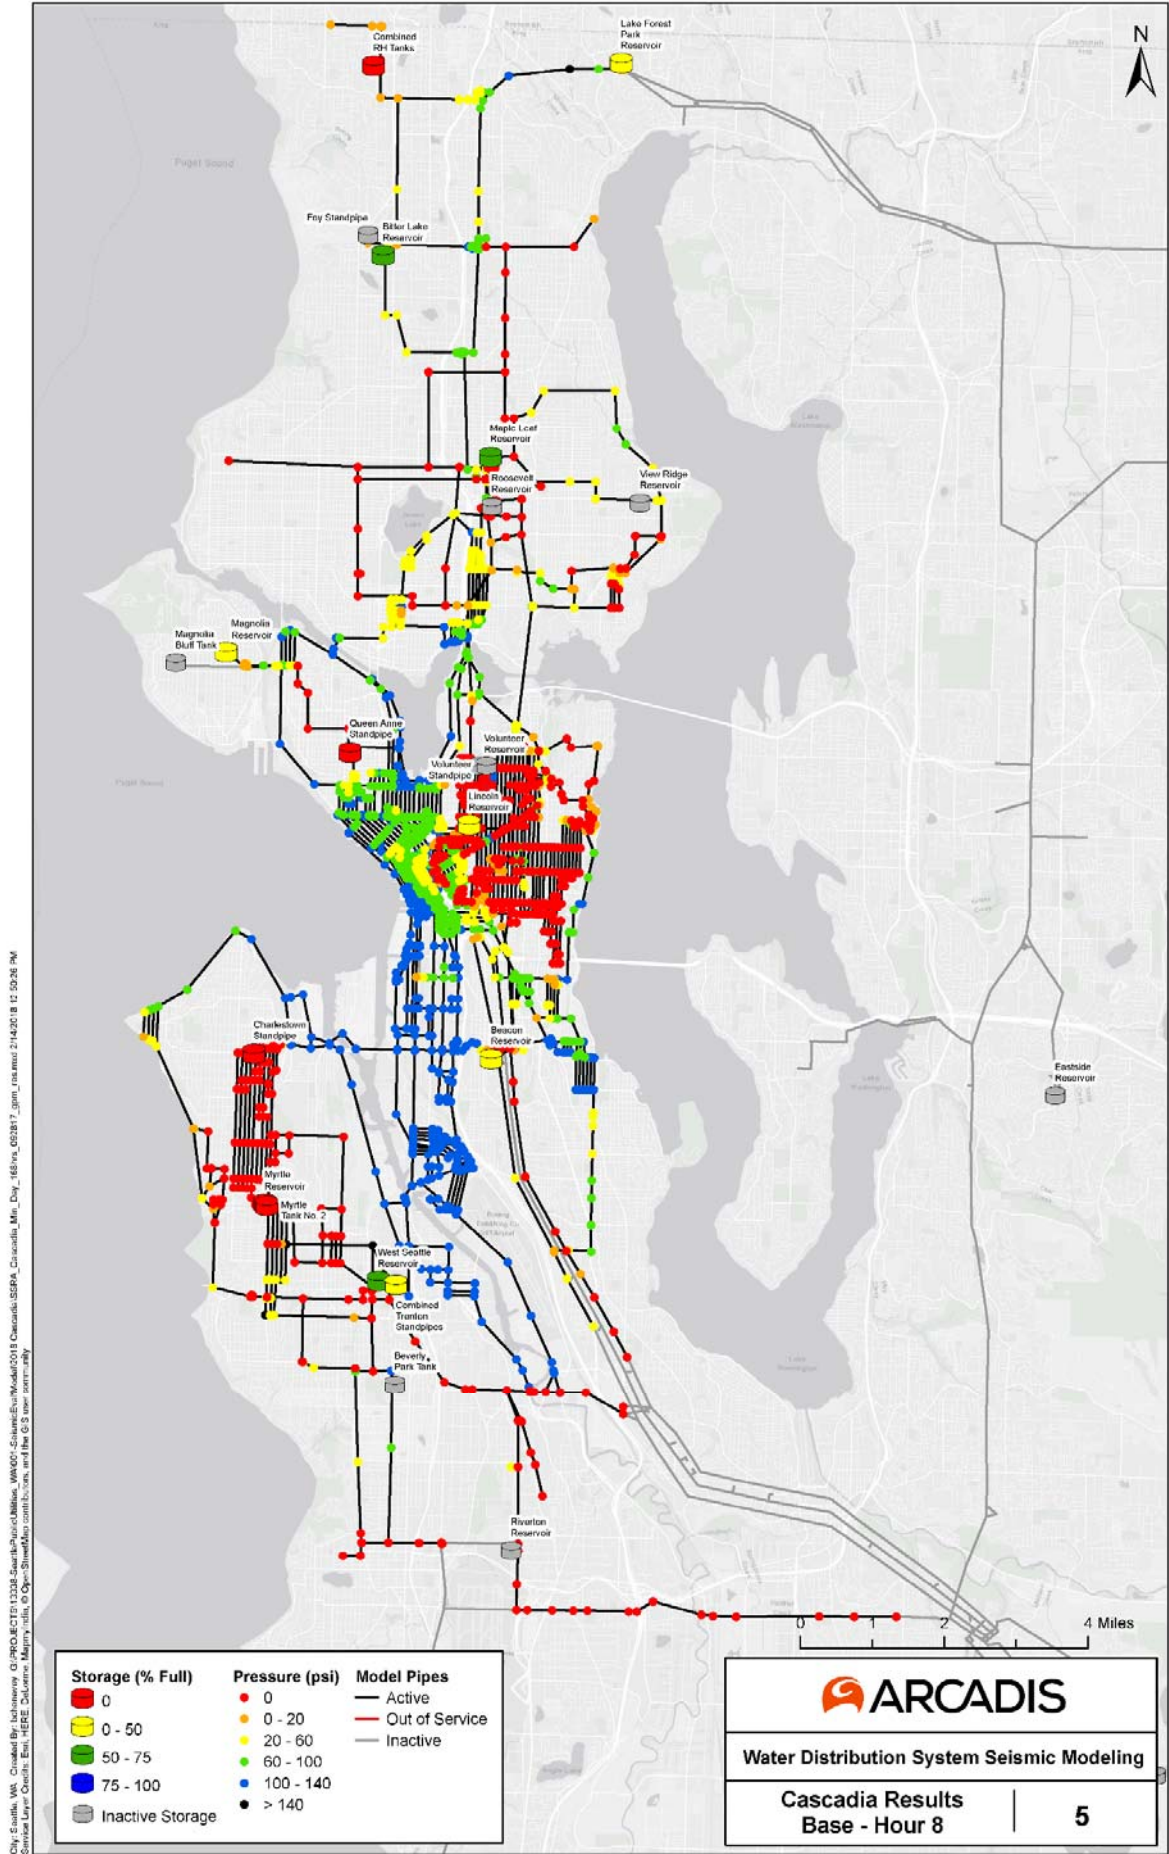 Combined
RH Tanks
Lake Forest
Park
Reservoir
N
Puget Sound
Foy Standpipe
Bitter Lake
Reservoir
Maple Leaf
Reservoir
Roosevelt
Reservoir
View Ridge
Reservoir
Magnolia
Bluff Tank
Magnolia
Reservoir
Queen Anne
Standpipe
Volunteer
Reservoir
Volunteer
Standpipe
Lincoln
Reservoir
Puget Sound
Charlestown
Standpipe
Beacon
Reservoir
Eastside
Reservoir
Myrtle
Reservoir
Myrtle
Tank No. 2
West Seattle
Reservoir
Combined
Trenton
Standpipes
Beverly
Park Tank
Riverton
Reservoir
0 1 2 4 Miles
Storage (% Full)
0
0 - 50
50 - 75
75 - 100
Inactive Storage
Pressure (psi)
0
0 - 20
20 - 60
60 - 100
100 - 140
> 140
Model Pipes
Active
Out of Service
Inactive
ARCADIS
Water Distribution System Seismic Modeling
Cascadia Results
Base - Hour 8
5